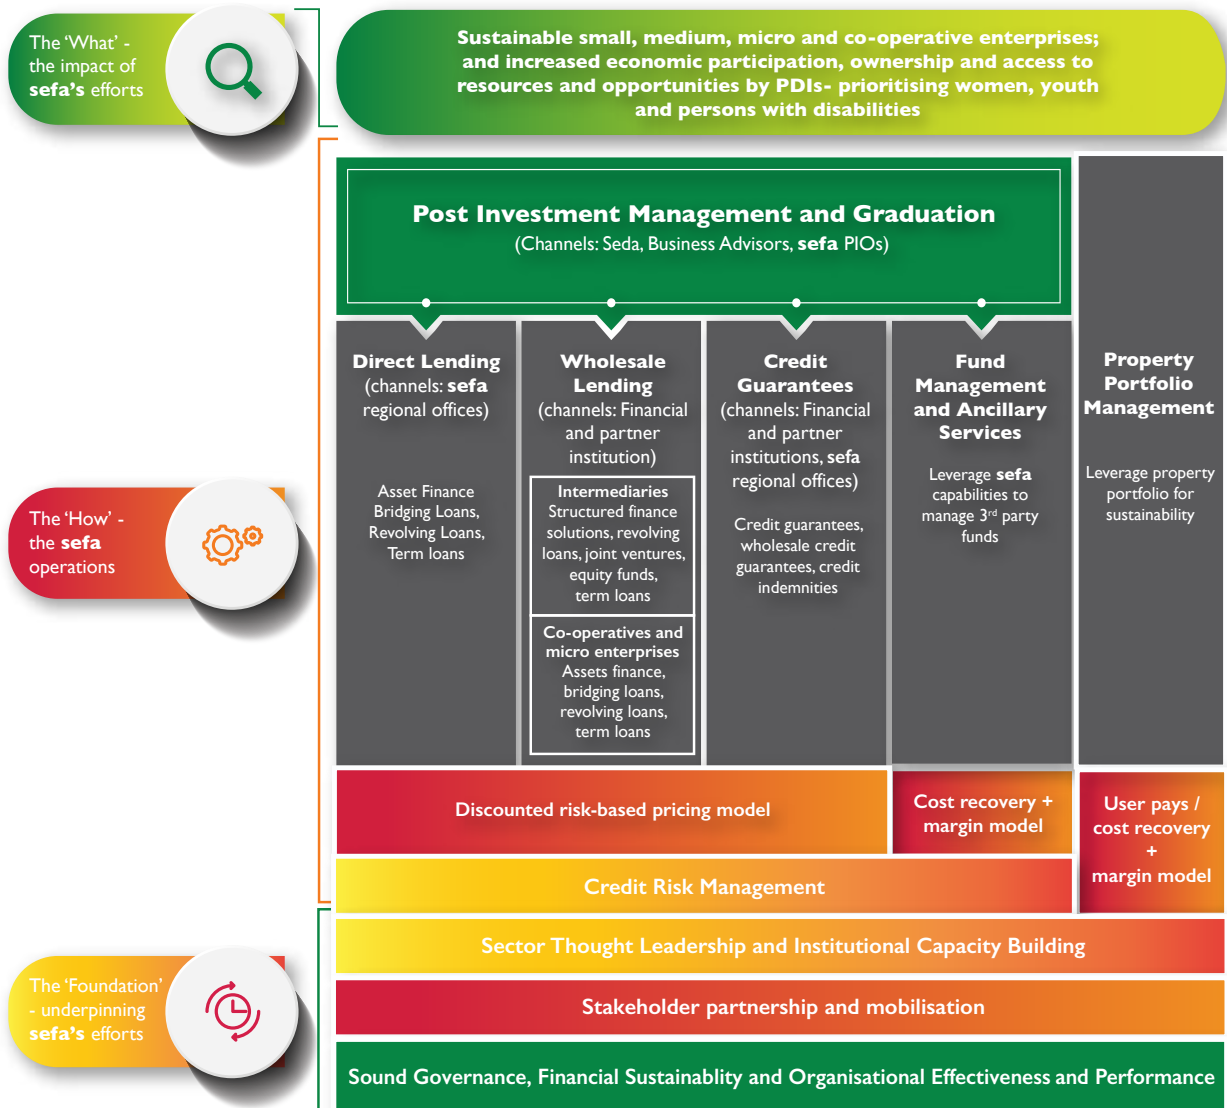 The ‘What’ -
the impact of
sefa’s efforts
Sustainable small, medium, micro and co-operative enterprises;
and increased economic participation, ownership and access to
resources and opportunities by PDIs- prioritising women, youth
and persons with disabilities
Post Investment Management and Graduation
(Channels: Seda, Business Advisors, sefa PIOs)
The ‘How’ -
the sefa
operations
Direct Lending
(channels: sefa
regional offices)
Asset Finance
Bridging Loans,
Revolving Loans,
Term loans
Wholesale
Lending
(channels: Financial
and partner
institution)
Intermediaries
Structured finance
solutions, revolving
loans, joint ventures,
equity funds,
term loans
Co-operatives and
micro enterprises
Assets finance,
bridging loans,
revolving loans,
term loans
Credit
Guarantees
(channels: Financial
and partner
institutions, sefa
regional offices)
Credit guarantees,
wholesale credit
guarantees, credit
indemnities
Fund
Management
and Ancillary
Services
Leverage sefa
capabilities to
manage 3rd party
funds
Property
Portfolio
Management
Leverage property
portfolio for
sustainability
Discounted risk-based pricing model
Cost recovery +
margin model
User pays /
cost recovery
+
margin model
Credit Risk Management
The ‘Foundation’
- underpinning
sefa’s efforts
Sector Thought Leadership and Institutional Capacity Building
Stakeholder partnership and mobilisation
Sound Governance, Financial Sustainablity and Organisational Effectiveness and Performance